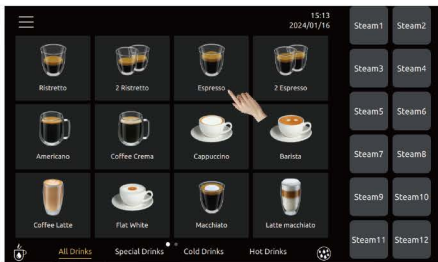 15:13
2024/01/16
Ristretto
2 Ristretto
Espresso
2 Espresso
Americano
Coffee Crema
Cappuccino
Barista
Coffee Latte
Flat White
Macchiato
Latte macchiato
All Drinks
Special Drinks
Cold Drinks
Hot Drinks
Steam1
Steam2
Steam3
Steam4
Steam5
Steam6
Steam7
Steam8
Steam9
Steam10
Steam11
Steam12